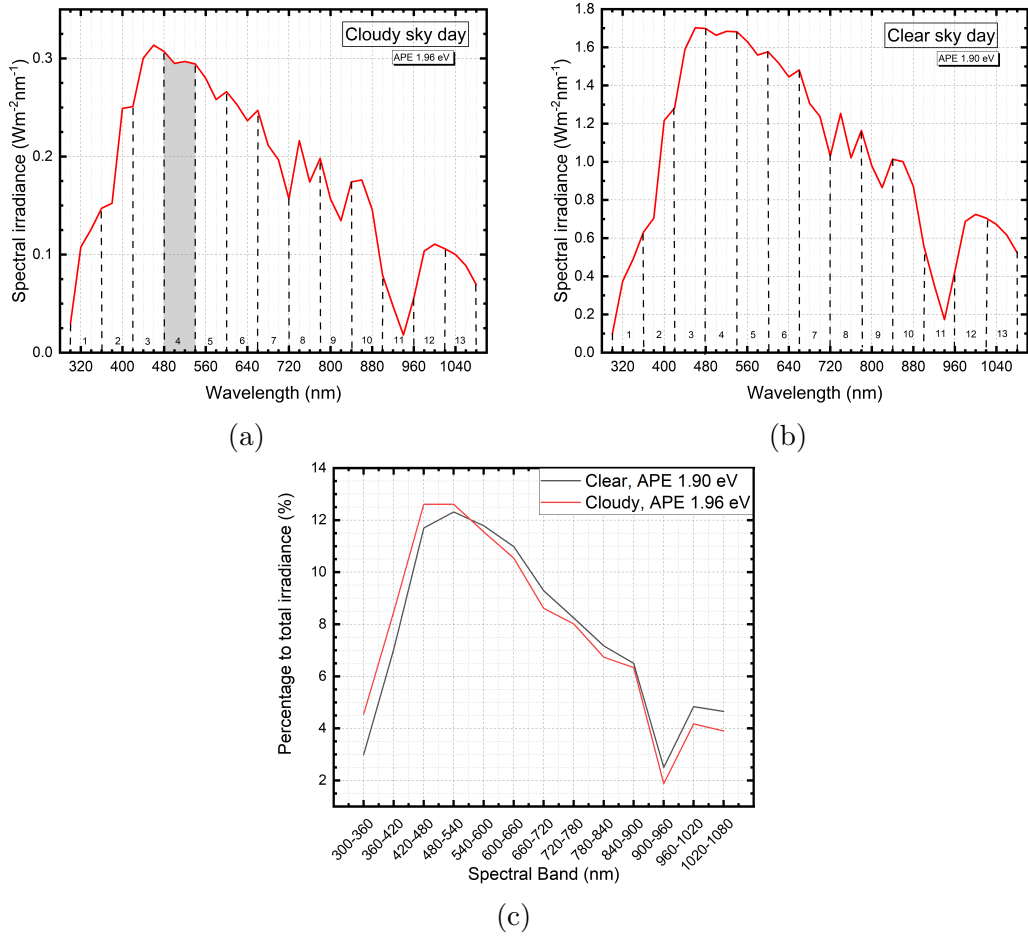 Cloudy sky day
APE 1.96 eV
Spectral irradiance (Wm⁻²nm⁻¹)
0.3
0.2
0.1
0.0
1 2 3 4 5 6 7 8 9 10 11 12 13
320 400 480 560 640 720 800 880 960 1040
Wavelength (nm)
(a)
Clear sky day
APE 1.90 eV
Spectral irradiance (Wm⁻²nm⁻¹)
1.8
1.6
1.4
1.2
1.0
0.8
0.6
0.4
0.2
0.0
1 2 3 4 5 6 7 8 9 10 11 12 13
320 400 480 560 640 720 800 880 960 1040
Wavelength (nm)
(b)
Clear, APE 1.90 eV
Cloudy, APE 1.96 eV
Percentage to total irradiance (%)
14
12
10
8
6
4
2
300-360 360-420 420-480 480-540 540-600 600-660 660-720 720-780 780-840 840-900 900-960 960-1020 1020-1080
Spectral Band (nm)
(c)